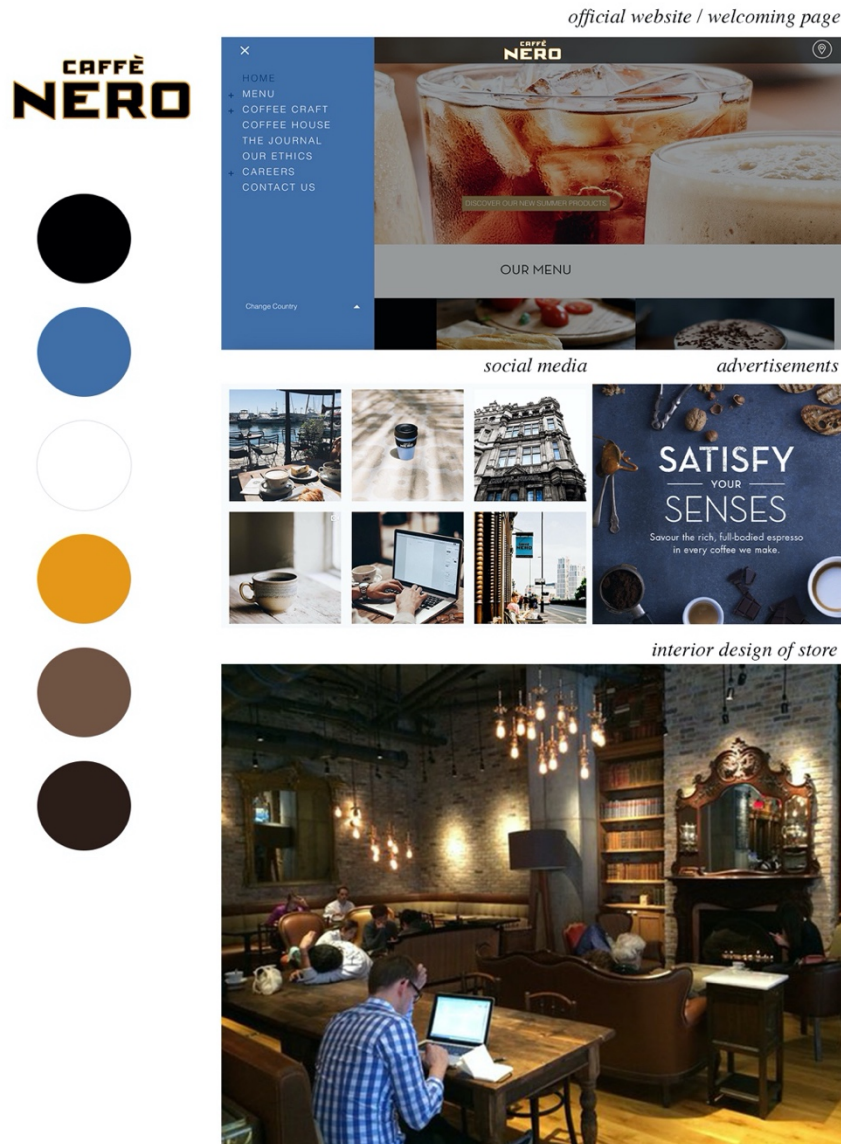 official website / welcoming page
CAFFÈ
NERO
CAFFÈ
NERO
HOME
+ MENU
+ COFFEE CRAFT
COFFEE HOUSE
THE JOURNAL
OUR ETHICS
+ CAREERS
CONTACT US
DISCOVER OUR NEW SUMMER PRODUCTS
OUR MENU
Change Country
social media
advertisements
SATISFY
YOUR
SENSES
Savour the rich, full-bodied espresso
in every coffee we make.
interior design of store